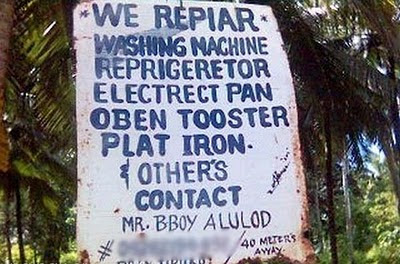 * WE REPIAR *
WASHING MACHINE
REPRIGERETOR
ELECTRECT PAN
OBEN TOOSTER
PLAT IRON.
& OTHER'S
CONTACT
MR. BBOY ALULOD
#
40 METER'S
AWAY